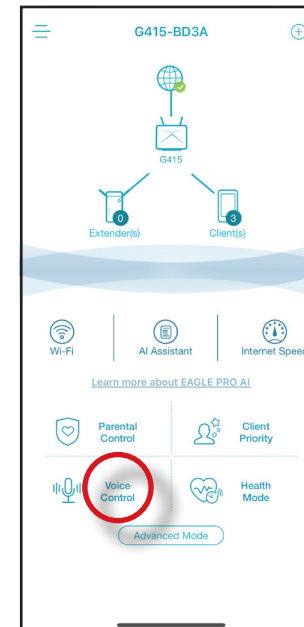 G415-BD3A
G415
0
3
Extender(s)
Client(s)
Wi-Fi
AI Assistant
Internet Speed
Learn more about EAGLE PRO AI
Parental
Control
Client
Priority
Voice
Control
Health
Mode
Advanced Mode